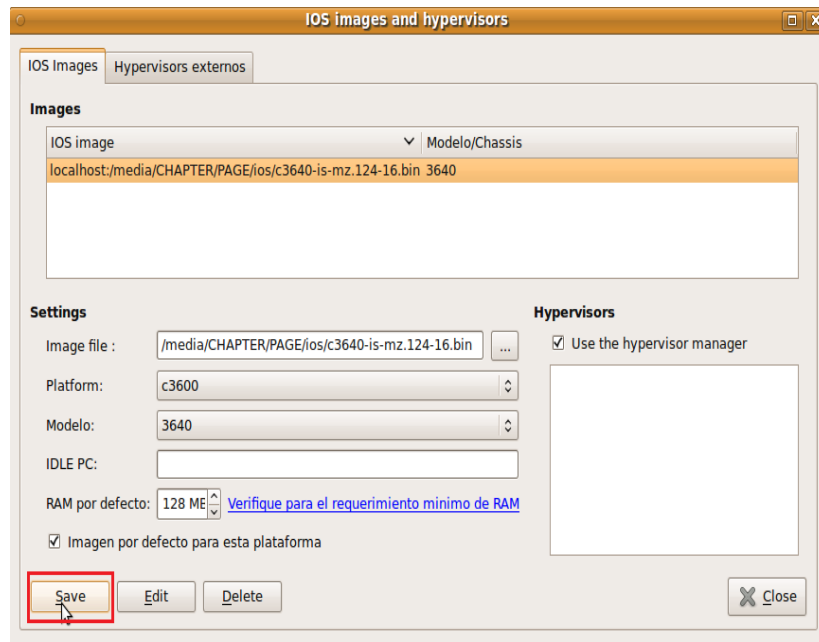 IOS images and hypervisors
IOS Images
Hypervisors externos
Images
IOS image
Modelo/Chassis
localhost:/media/CHAPTER/PAGE/ios/c3640-is-mz.124-16.bin 3640
Settings
Image file :
/media/CHAPTER/PAGE/ios/c3640-is-mz.124-16.bin
...
Platform:
c3600
Modelo:
3640
IDLE PC:
RAM por defecto:
128 ME
Verifique para el requerimiento minimo de RAM
Imagen por defecto para esta plataforma
Hypervisors
Use the hypervisor manager
Save
Edit
Delete
Close